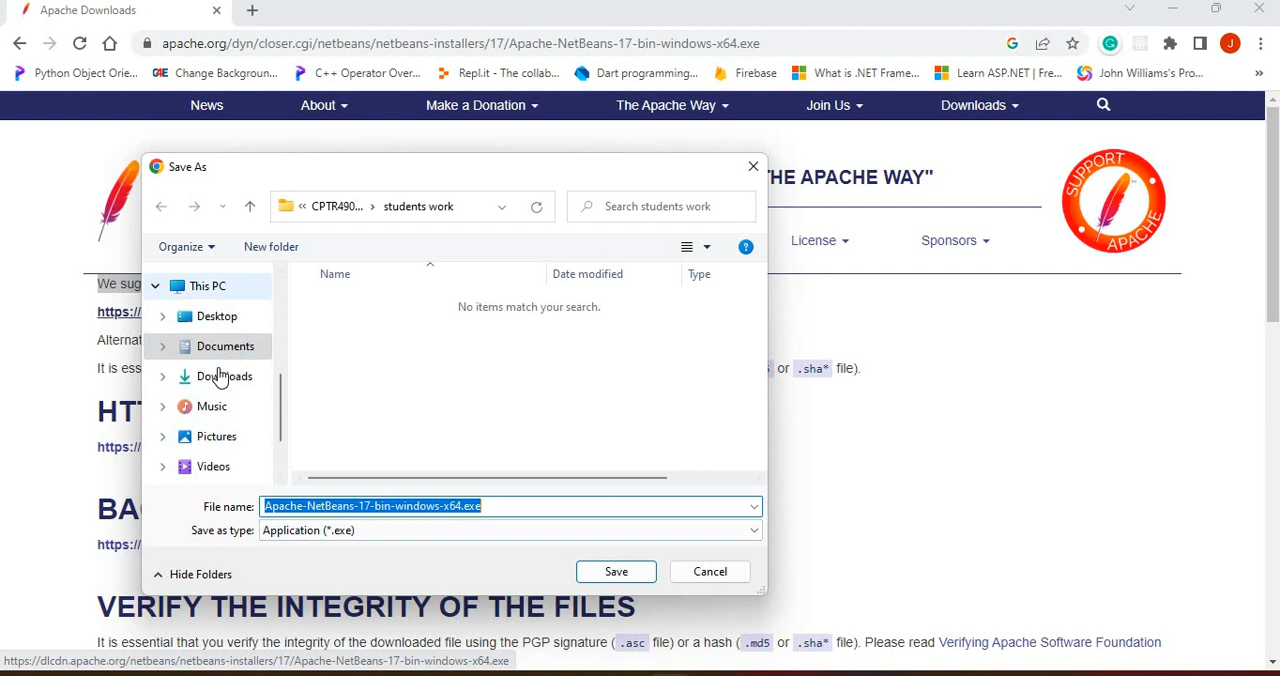 Apache Downloads
apache.org/dyn/closer.cgi/netbeans/netbeans-installers/17/Apache-NetBeans-17-bin-windows-x64.exe
J
Python Object Orie... Change Backgroun... C++ Operator Over... Repl.it - The collab... Dart programming,... Firebase What is .NET Frame... Learn ASP.NET | Fre... John Williams's Pro... »
News About Make a Donation The Apache Way Join Us Downloads
THE APACHE WAY"
SUPPORT
APACHE
License Sponsors
Save As
« CPTR490... > students work
Search students work
Organize New folder ?
This PC
Desktop
Documents
Downloads
Music
Pictures
Videos
Name Date modified Type
No items match your search.
File name: Apache-NetBeans-17-bin-windows-x64.exe
Save as type: Application (*.exe)
Hide Folders Save Cancel
We sug
https:/
Alternat
It is ess or .sha* file).
HT
https:/
BA
https:/
VERIFY THE INTEGRITY OF THE FILES
It is essential that you verify the integrity of the downloaded file using the PGP signature (.asc file) or a hash (.md5 or .sha* file). Please read Verifying Apache Software Foundation
https://dlcdn.apache.org/netbeans/netbeans-installers/17/Apache-NetBeans-17-bin-windows-x64.exe